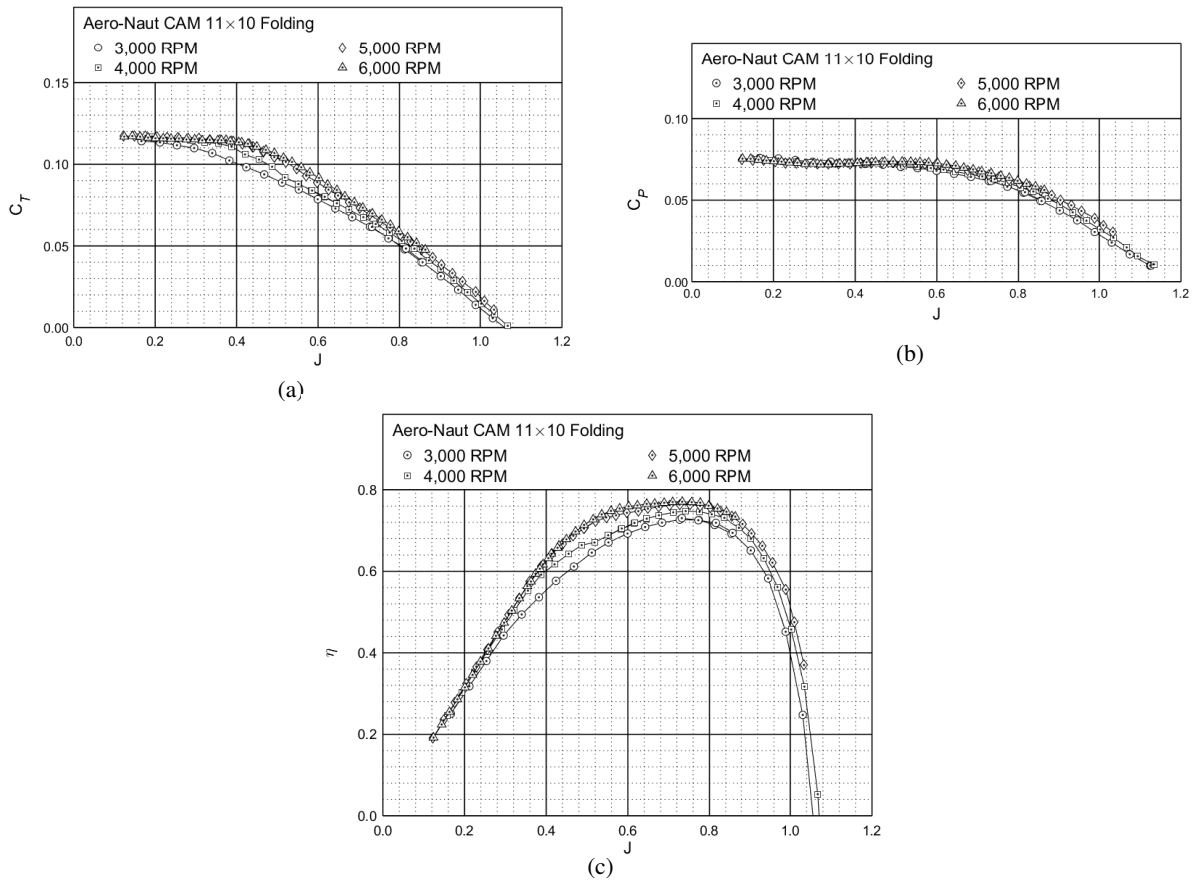 Aero-Naut CAM 11×10 Folding
3,000 RPM
5,000 RPM
4,000 RPM
6,000 RPM
0.15
0.10
0.05
0.00
C_T
0.0
0.2
0.4
0.6
0.8
1.0
1.2
J
(a)
Aero-Naut CAM 11×10 Folding
3,000 RPM
5,000 RPM
4,000 RPM
6,000 RPM
0.10
0.05
0.00
C_P
0.0
0.2
0.4
0.6
0.8
1.0
1.2
J
(b)
Aero-Naut CAM 11×10 Folding
3,000 RPM
5,000 RPM
4,000 RPM
6,000 RPM
0.8
0.6
0.4
0.2
0.0
η
0.0
0.2
0.4
0.6
0.8
1.0
1.2
J
(c)